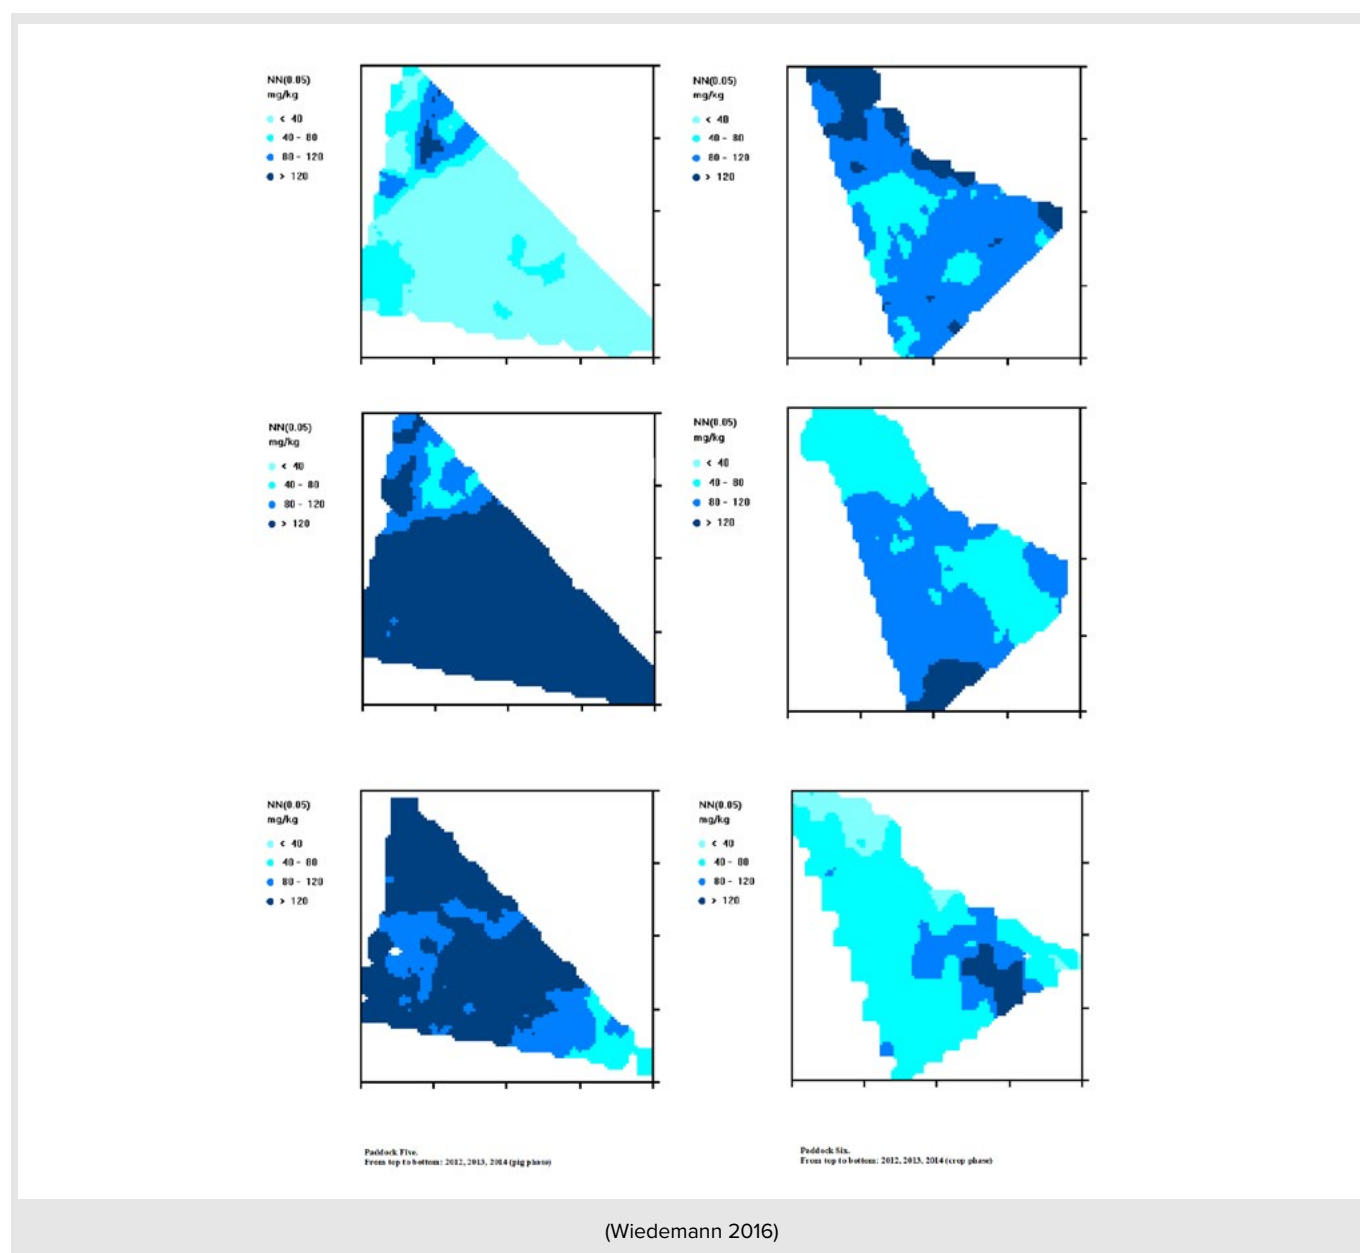 NN(0.05)
mg/kg
< 40
40 - 80
80 - 120
> 120
NN(0.05)
mg/kg
< 40
40 - 80
80 - 120
> 120
NN(0.05)
mg/kg
< 40
40 - 80
80 - 120
> 120
NN(0.05)
mg/kg
< 40
40 - 80
80 - 120
> 120
NN(0.05)
mg/kg
< 40
40 - 80
80 - 120
> 120
NN(0.05)
mg/kg
< 40
40 - 80
80 - 120
> 120
Paddock Five.
From top to bottom: 2012, 2013, 2014 (pig phase)
Paddock Six.
From top to bottom: 2012, 2013, 2014 (crop phase)
(Wiedemann 2016)